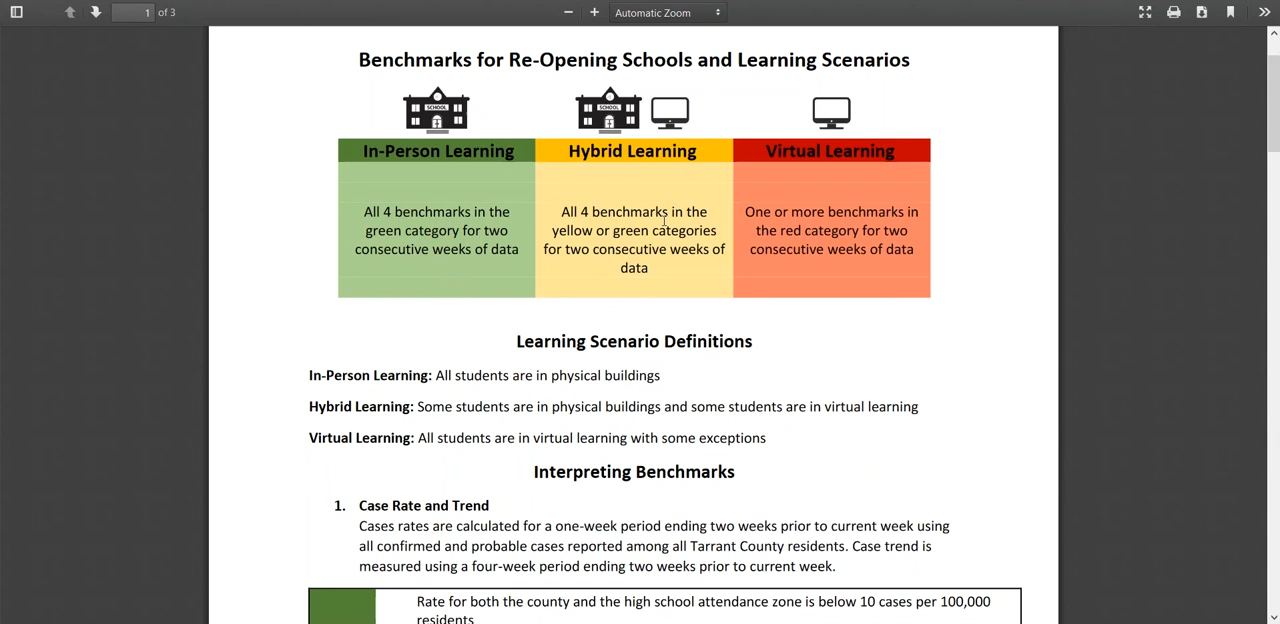 1 of 3 Automatic Zoom
Benchmarks for Re-Opening Schools and Learning Scenarios
SCHOOL SCHOOL
In-Person Learning Hybrid Learning Virtual Learning
All 4 benchmarks in the
green category for two
consecutive weeks of data
All 4 benchmarks in the
yellow or green categories
for two consecutive weeks of
data
One or more benchmarks in
the red category for two
consecutive weeks of data
Learning Scenario Definitions
In-Person Learning: All students are in physical buildings
Hybrid Learning: Some students are in physical buildings and some students are in virtual learning
Virtual Learning: All students are in virtual learning with some exceptions
Interpreting Benchmarks
1. Case Rate and Trend
Cases rates are calculated for a one-week period ending two weeks prior to current week using
all confirmed and probable cases reported among all Tarrant County residents. Case trend is
measured using a four-week period ending two weeks prior to current week.
Rate for both the county and the high school attendance zone is below 10 cases per 100,000
residents